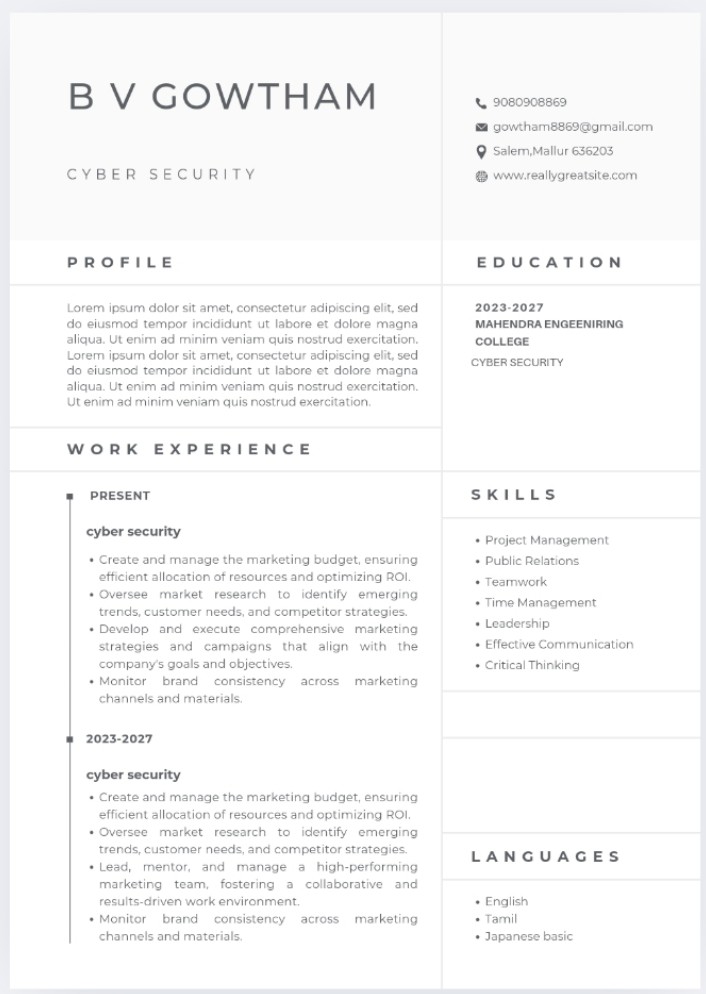 B V GOWTHAM
CYBER SECURITY
9080908869
gowtham8869@gmail.com
Salem,Mallur 636203
www.reallygreatsite.com
PROFILE
Lorem ipsum dolor sit amet, consectetur adipiscing elit, sed
do eiusmod tempor incididunt ut labore et dolore magna
aliqua. Ut enim ad minim veniam quis nostrud exercitation.
Lorem ipsum dolor sit amet, consectetur adipiscing elit, sed
do eiusmod tempor incididunt ut labore et dolore magna
aliqua. Ut enim ad minim veniam quis nostrud exercitation.
Ut enim ad minim veniam quis nostrud exercitation.
WORK EXPERIENCE
PRESENT
cyber security
• Create and manage the marketing budget, ensuring
efficient allocation of resources and optimizing ROI.
• Oversee market research to identify emerging
trends, customer needs, and competitor strategies.
• Develop and execute comprehensive marketing
strategies and campaigns that align with the
company's goals and objectives.
• Monitor brand consistency across marketing
channels and materials.
2023-2027
cyber security
• Create and manage the marketing budget, ensuring
efficient allocation of resources and optimizing ROI.
• Oversee market research to identify emerging
trends, customer needs, and competitor strategies.
• Lead, mentor, and manage a high-performing
marketing team, fostering a collaborative and
results-driven work environment.
• Monitor brand consistency across marketing
channels and materials.
EDUCATION
2023-2027
MAHENDRA ENGEENIRING
COLLEGE
CYBER SECURITY
SKILLS
• Project Management
• Public Relations
• Teamwork
• Time Management
• Leadership
• Effective Communication
• Critical Thinking
LANGUAGES
• English
• Tamil
• Japanese basic